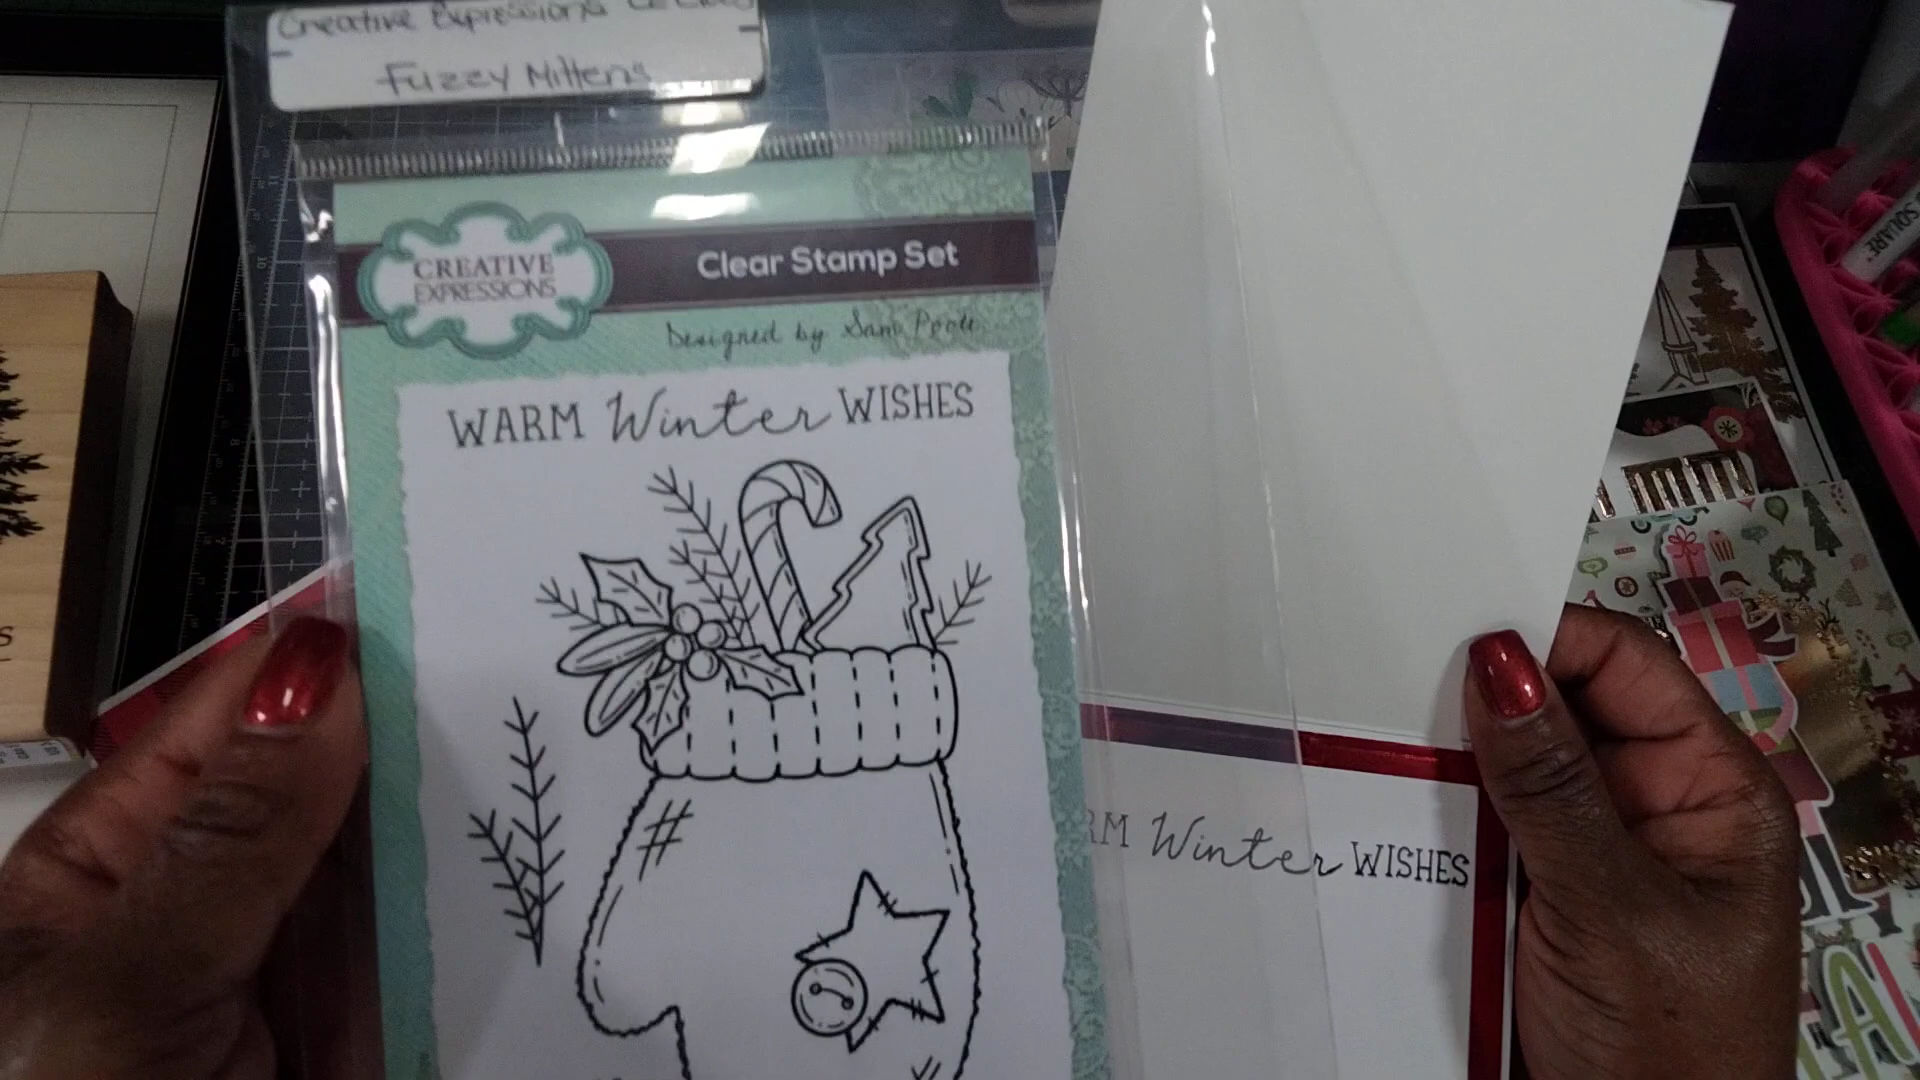 Creative Expressions
Fuzzy Mittens
CREATIVE
EXPRESSIONS
Clear Stamp Set
Designed by Sam Poole
WARM Winter WISHES
RM Winter WISHES
SQUARE
S